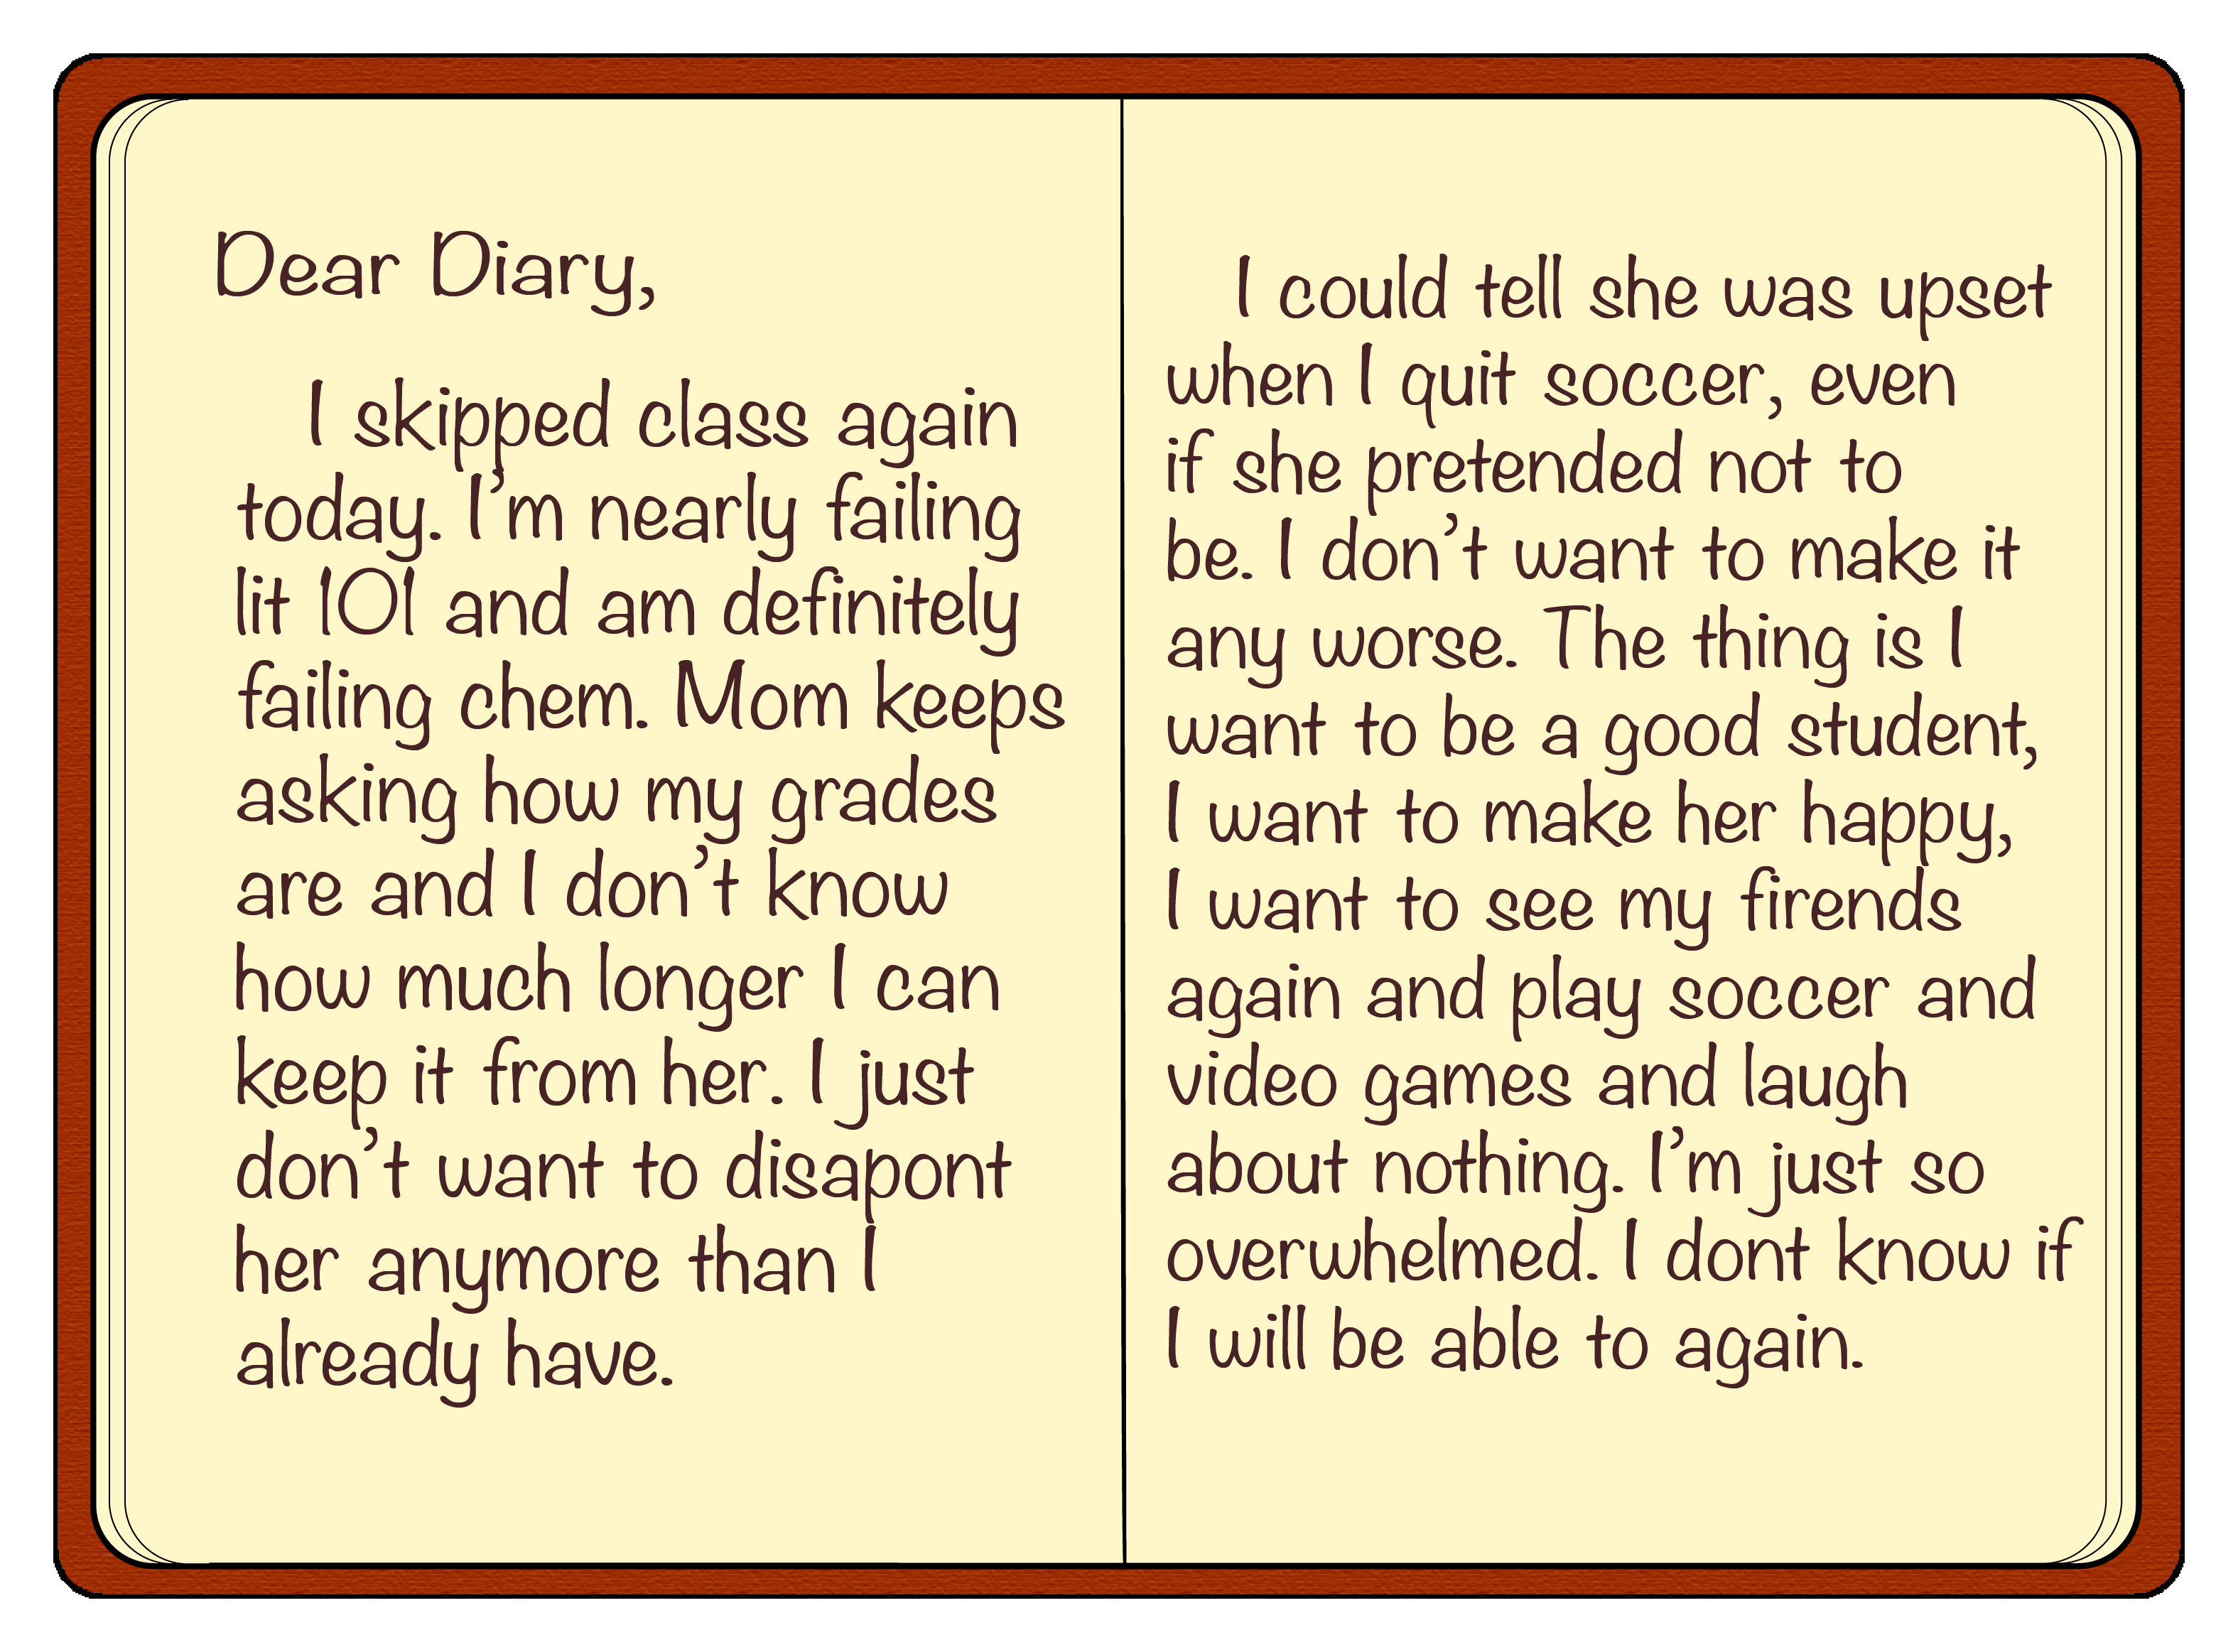 Dear Diary,
I skipped class again
today. I'm nearly failing
lit 101 and am definitely
failing chem. Mom keeps
asking how my grades
are and I don't know
how much longer I can
keep it from her. I just
don't want to disapont
her anymore than I
already have.
I could tell she was upset
when I quit soccer, even
if she pretended not to
be. I don't want to make it
any worse. The thing is I
want to be a good student,
I want to make her happy,
I want to see my firends
again and play soccer and
video games and laugh
about nothing. I'm just so
overwhelmed. I dont know if
I will be able to again.